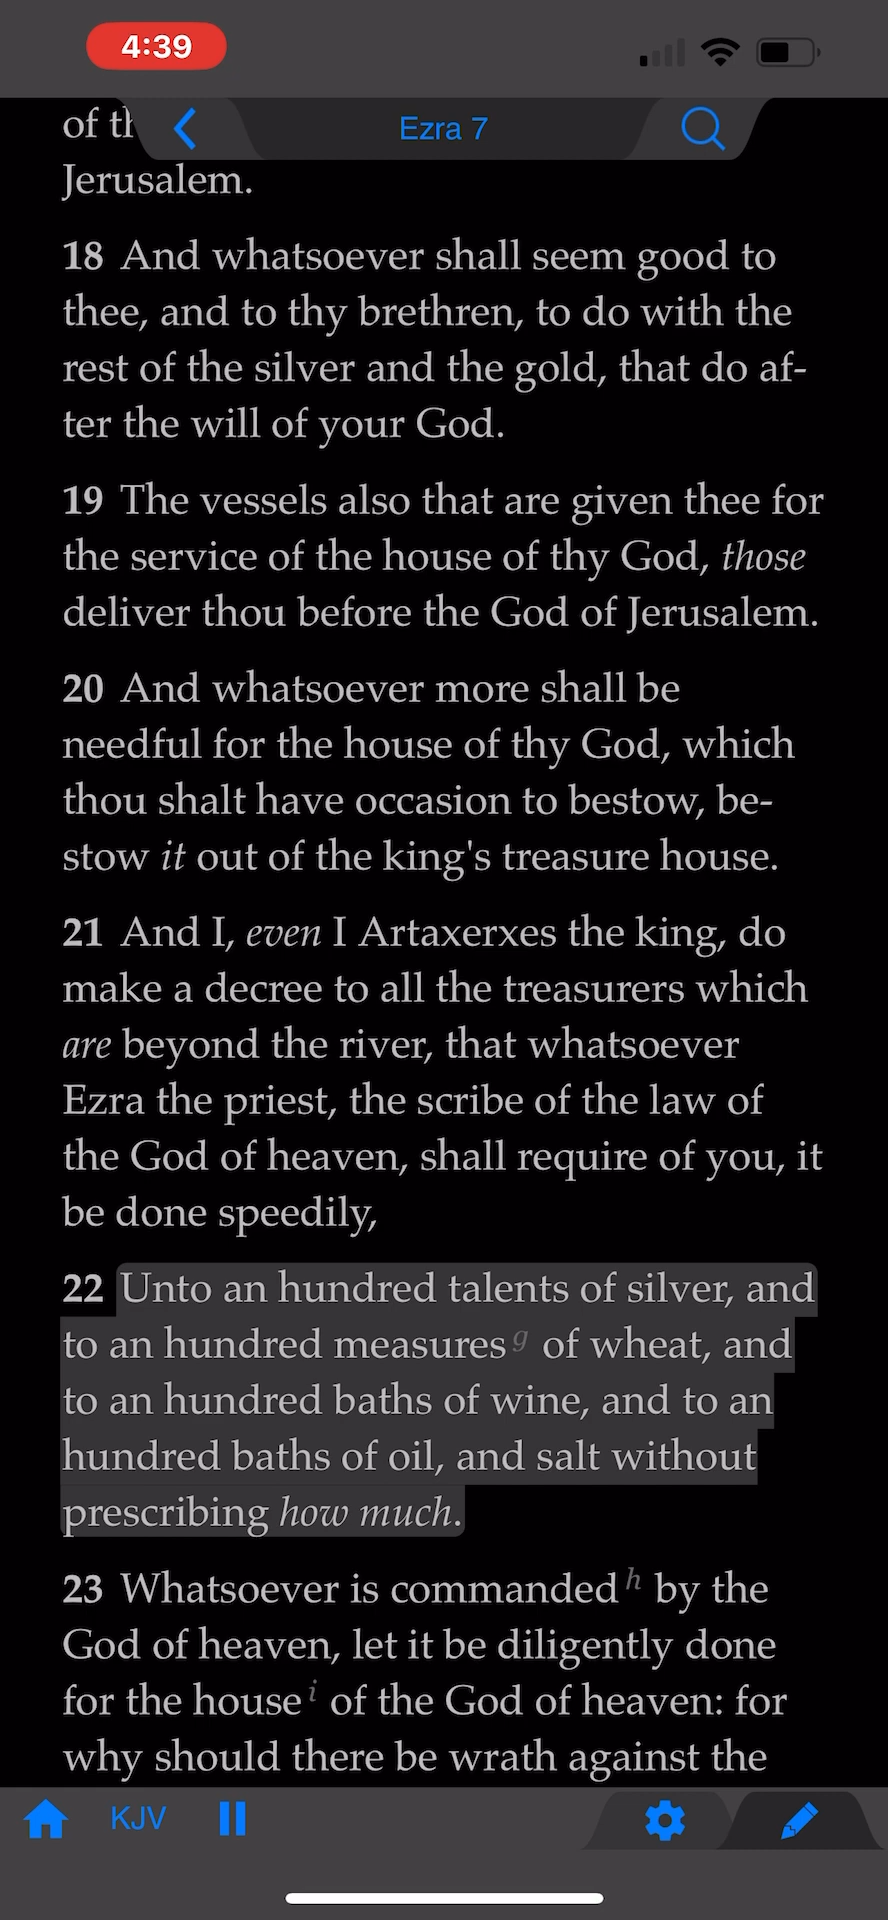 4:39
of th
Ezra 7
Jerusalem.
18 And whatsoever shall seem good to
thee, and to thy brethren, to do with the
rest of the silver and the gold, that do af-
ter the will of your God.
19 The vessels also that are given thee for
the service of the house of thy God, those
deliver thou before the God of Jerusalem.
20 And whatsoever more shall be
needful for the house of thy God, which
thou shalt have occasion to bestow, be-
stow it out of the king's treasure house.
21 And I, even I Artaxerxes the king, do
make a decree to all the treasurers which
are beyond the river, that whatsoever
Ezra the priest, the scribe of the law of
the God of heaven, shall require of you, it
be done speedily,
22 Unto an hundred talents of silver, and
to an hundred measures g of wheat, and
to an hundred baths of wine, and to an
hundred baths of oil, and salt without
prescribing how much.
23 Whatsoever is commanded h by the
God of heaven, let it be diligently done
for the house i of the God of heaven: for
why should there be wrath against the
KJV